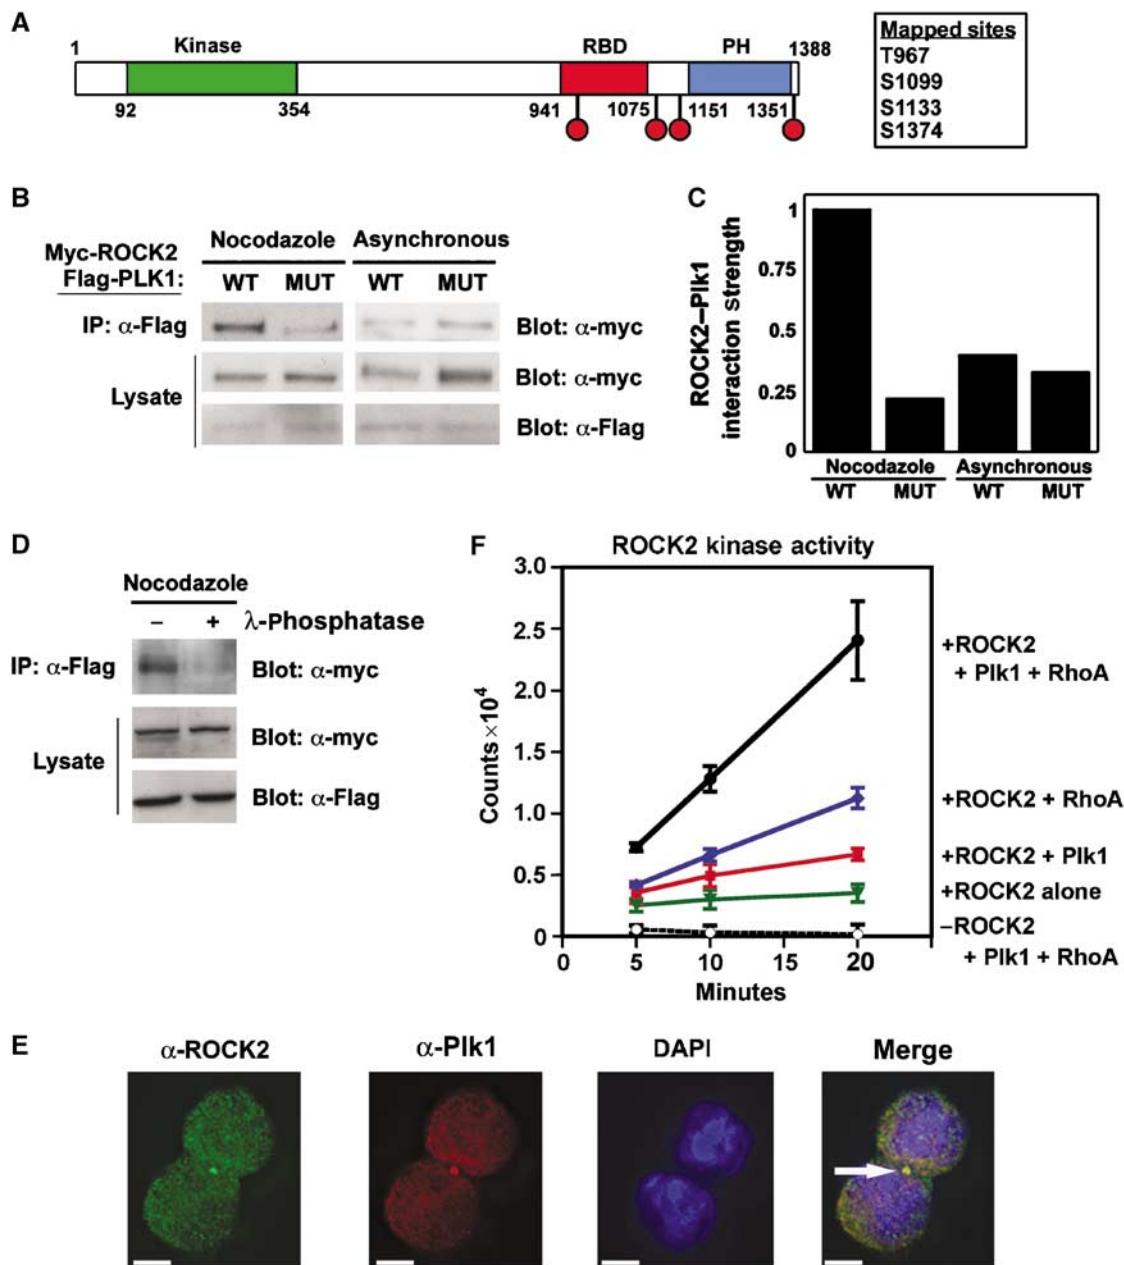 A
1
Kinase
RBD
PH
1388
92
354
941
1075
1151
1351
Mapped sites
T967
S1099
S1133
S1374
B
Myc-ROCK2
Flag-PLK1:
Nocodazole
Asynchronous
WT
MUT
WT
MUT
IP: α-Flag
Blot: α-myc
Lysate
Blot: α-myc
Blot: α-Flag
C
ROCK2–Plk1
interaction strength
1
0.75
0.5
0.25
0
Nocodazole
Asynchronous
WT
MUT
WT
MUT
D
Nocodazole
– + λ-Phosphatase
IP: α-Flag
Blot: α-myc
Lysate
Blot: α-myc
Blot: α-Flag
F
ROCK2 kinase activity
Counts×10⁴
3.0
2.5
2.0
1.5
1.0
0.5
0
0
5
10
15
20
Minutes
+ROCK2
+ Plk1 + RhoA
+ROCK2 + RhoA
+ROCK2 + Plk1
+ROCK2 alone
–ROCK2
+ Plk1 + RhoA
E
α-ROCK2
α-Plk1
DAPI
Merge